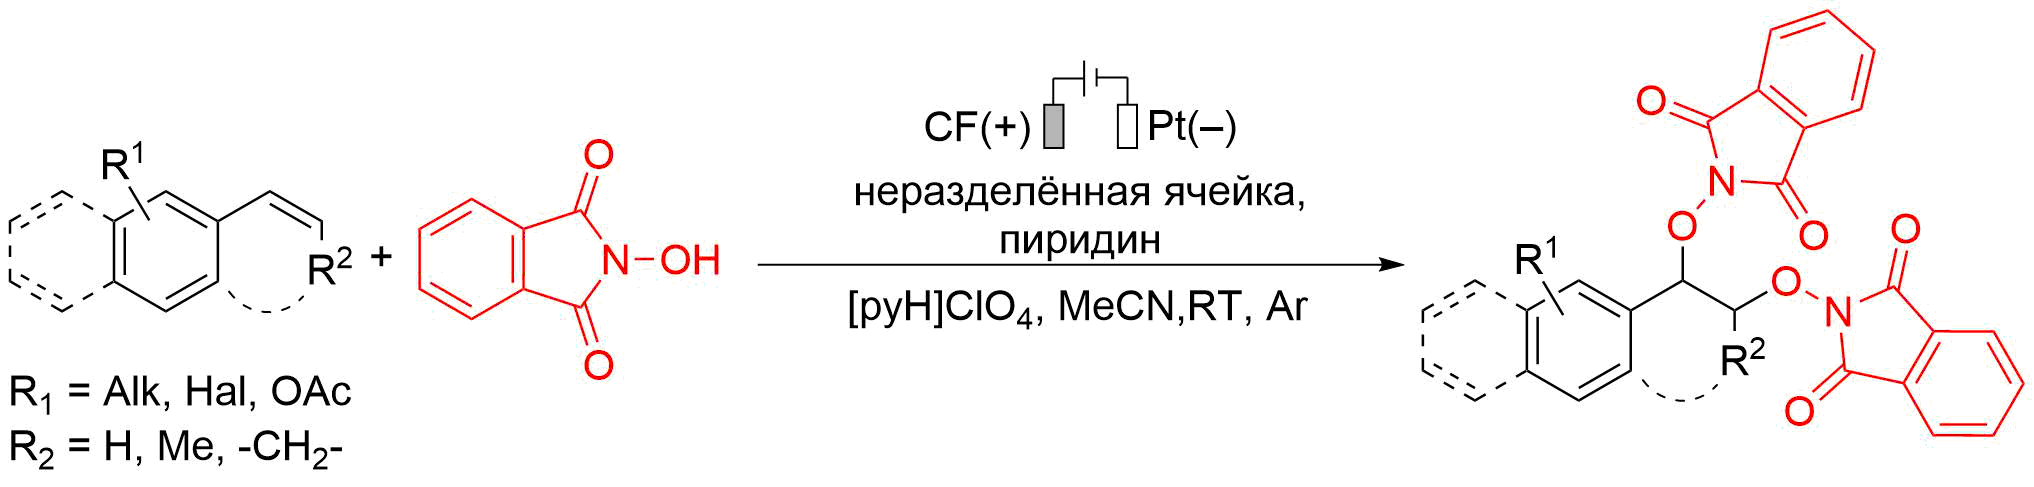 R¹
R²
+
O
N
OH
O
CF(+)
Pt(–)
неразделённая ячейка,
пиридин
[pyH]ClO₄, MeCN,RT, Ar
R¹
R²
O
O
N
O
O
N
O
O
R₁ = Alk, Hal, OAc
R₂ = H, Me, -CH₂-